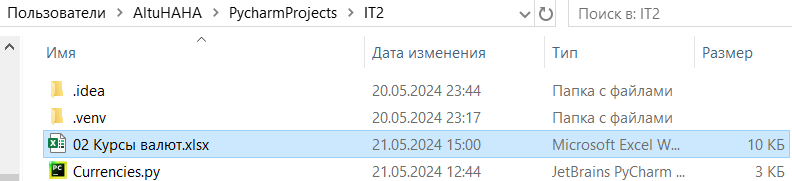 Пользователи > AltuHAHA > PycharmProjects > IT2 Поиск в: IT2
Имя Дата изменения Тип Размер
.idea 20.05.2024 23:44 Папка с файлами
.venv 20.05.2024 23:17 Папка с файлами
02 Курсы валют.xlsx 21.05.2024 15:00 Microsoft Excel W... 10 КБ
Currencies.py 21.05.2024 12:44 JetBrains PyCharm ... 3 КБ